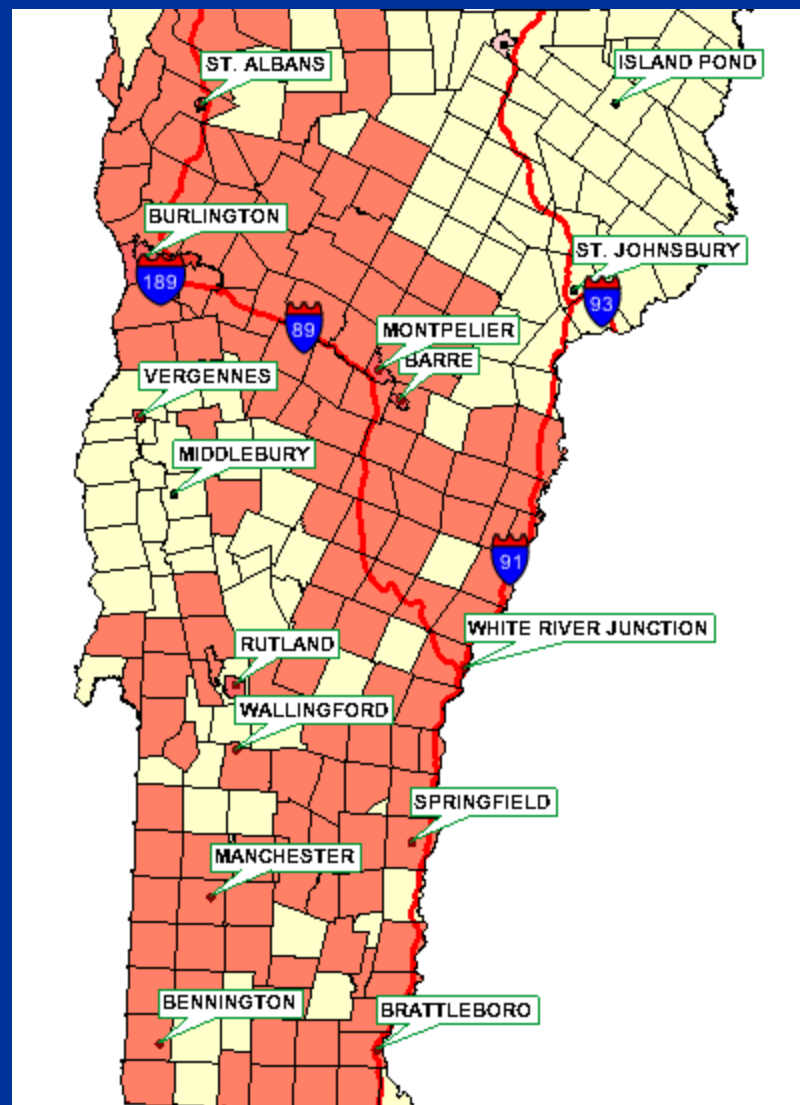 ST. ALBANS
ISLAND POND
BURLINGTON
ST. JOHNSBURY
189
93
89
MONTPELIER
BARRE
VERGENNES
MIDDLEBURY
91
WHITE RIVER JUNCTION
RUTLAND
WALLINGFORD
SPRINGFIELD
MANCHESTER
BENNINGTON
BRATTLEBORO